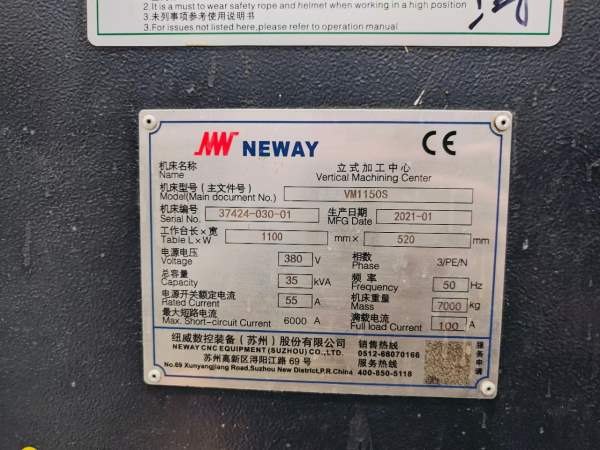 2.It is a must to wear safety rope and helmet when working in a high position
3.未列事项参考使用说明书
3.For issues not listed here,please refer to operation manual
NEWAY CE
机床名称 立式加工中心
Name Vertical Machining Center
机床型号(主文件号)
Model(Main document No.) VM1150S
机床编号 生产日期
Serial No. 37424-030-01 MFG Date 2021-01
工作台长×宽
Table L×W 1100 mm× 520 mm
电源电压 相数
Voltage 380 V Phase 3/PE/N
总容量 频率
Capacity 35 kVA Frequency 50 Hz
电源开关额定电流 机床重量
Rated Current 55 A Mass 7000 kg
最大短路电流 满载电流
Max. Short-circuit Current 6000 A Full load Current 100 A
纽威数控装备(苏州)股份有限公司 销售热线
NEWAY CNC EQUIPMENT (SUZHOU) CO.,LTD. 0512-68070166
苏州高新区浔阳江路 69 号 服务热线
No.69 Xunyangjiang Road,Suzhou New District,P.R.China 400-850-5118
服务申请